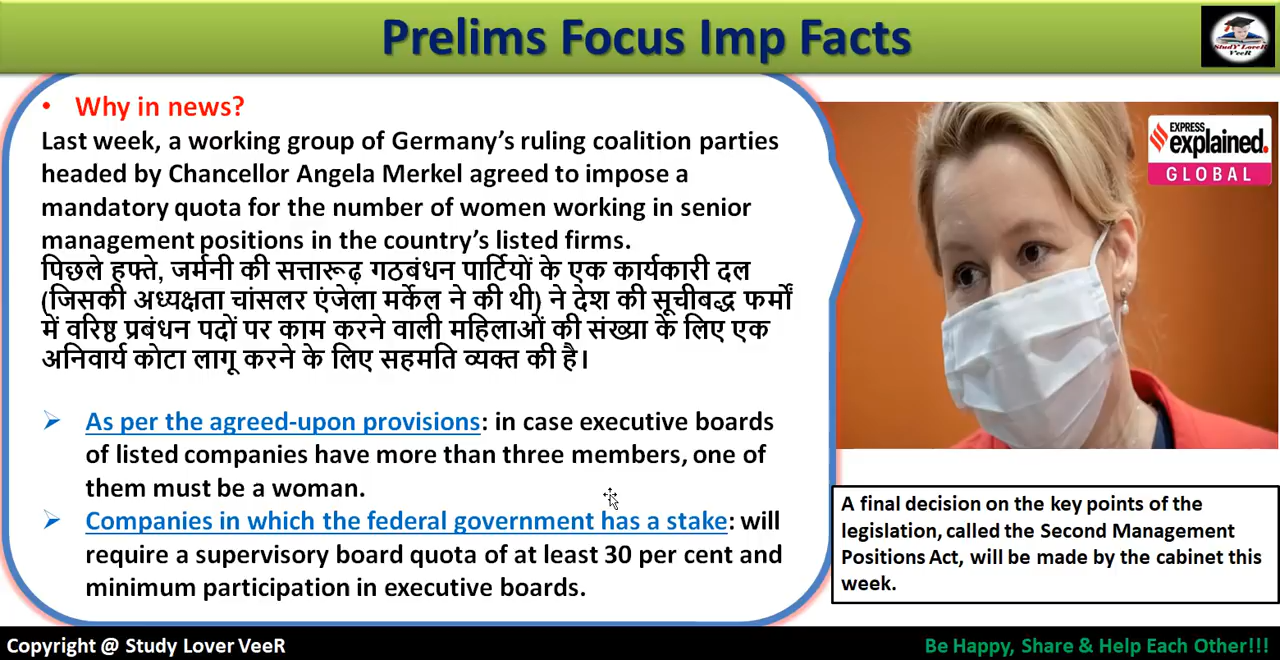 Prelims Focus Imp Facts
StudY LoveR
VeeR
• Why in news?
Last week, a working group of Germany’s ruling coalition parties
headed by Chancellor Angela Merkel agreed to impose a
mandatory quota for the number of women working in senior
management positions in the country’s listed firms.
पिछले हफ्ते, जर्मनी की सत्तारूढ़ गठबंधन पार्टियों के एक कार्यकारी दल
(जिसकी अध्यक्षता चांसलर एंजेला मर्केल ने की थी) ने देश की सूचीबद्ध फर्मों
में वरिष्ठ प्रबंधन पदों पर काम करने वाली महिलाओं की संख्या के लिए एक
अनिवार्य कोटा लागू करने के लिए सहमति व्यक्त की है।
➢ As per the agreed-upon provisions: in case executive boards
of listed companies have more than three members, one of
them must be a woman.
➢ Companies in which the federal government has a stake: will
require a supervisory board quota of at least 30 per cent and
minimum participation in executive boards.
EXPRESS
explained.
GLOBAL
A final decision on the key points of the
legislation, called the Second Management
Positions Act, will be made by the cabinet this
week.
Copyright @ Study Lover VeeR
Be Happy, Share & Help Each Other!!!